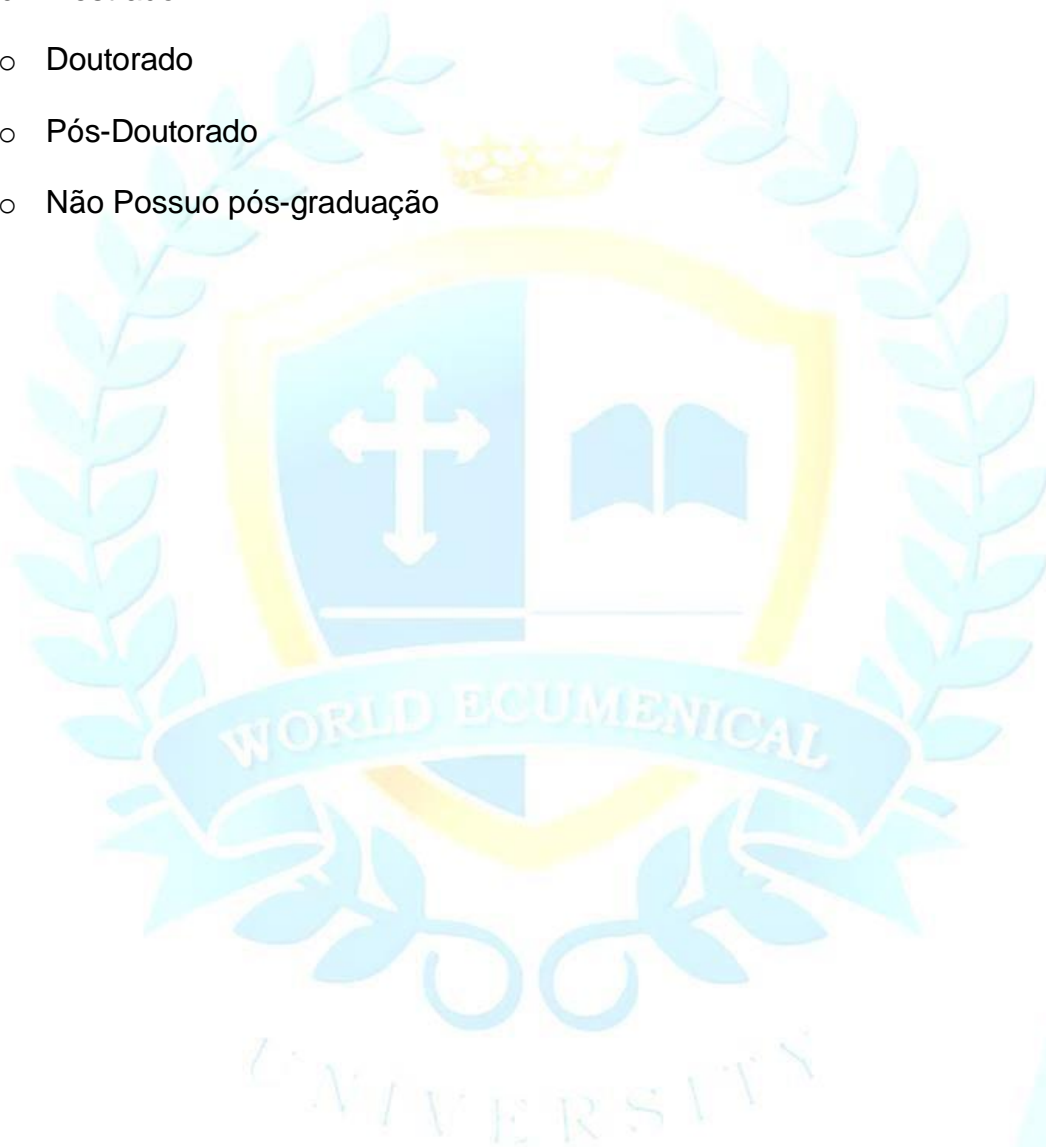 o Doutorado
o Pós-Doutorado
o Não Possuo pós-graduação
WORLD ECUMENICAL
UNIVERSITY